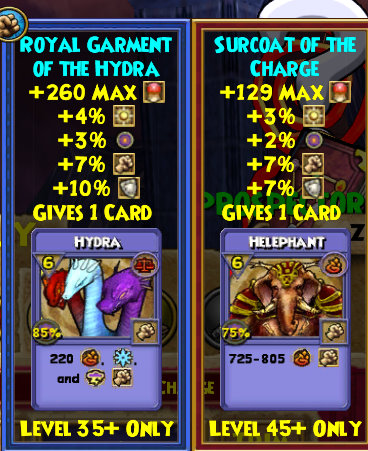 ROYAL GARMENT
OF THE HYDRA
+260 MAX
+4%
+3%
+7%
+10%
GIVES 1 CARD
HYDRA
6
85%
220 , ,
and
LEVEL 35+ ONLY
SURCOAT OF THE
CHARGE
+129 MAX
+3%
+2%
+7%
+7%
GIVES 1 CARD
HELEPHANT
6
75%
725-805
LEVEL 45+ ONLY